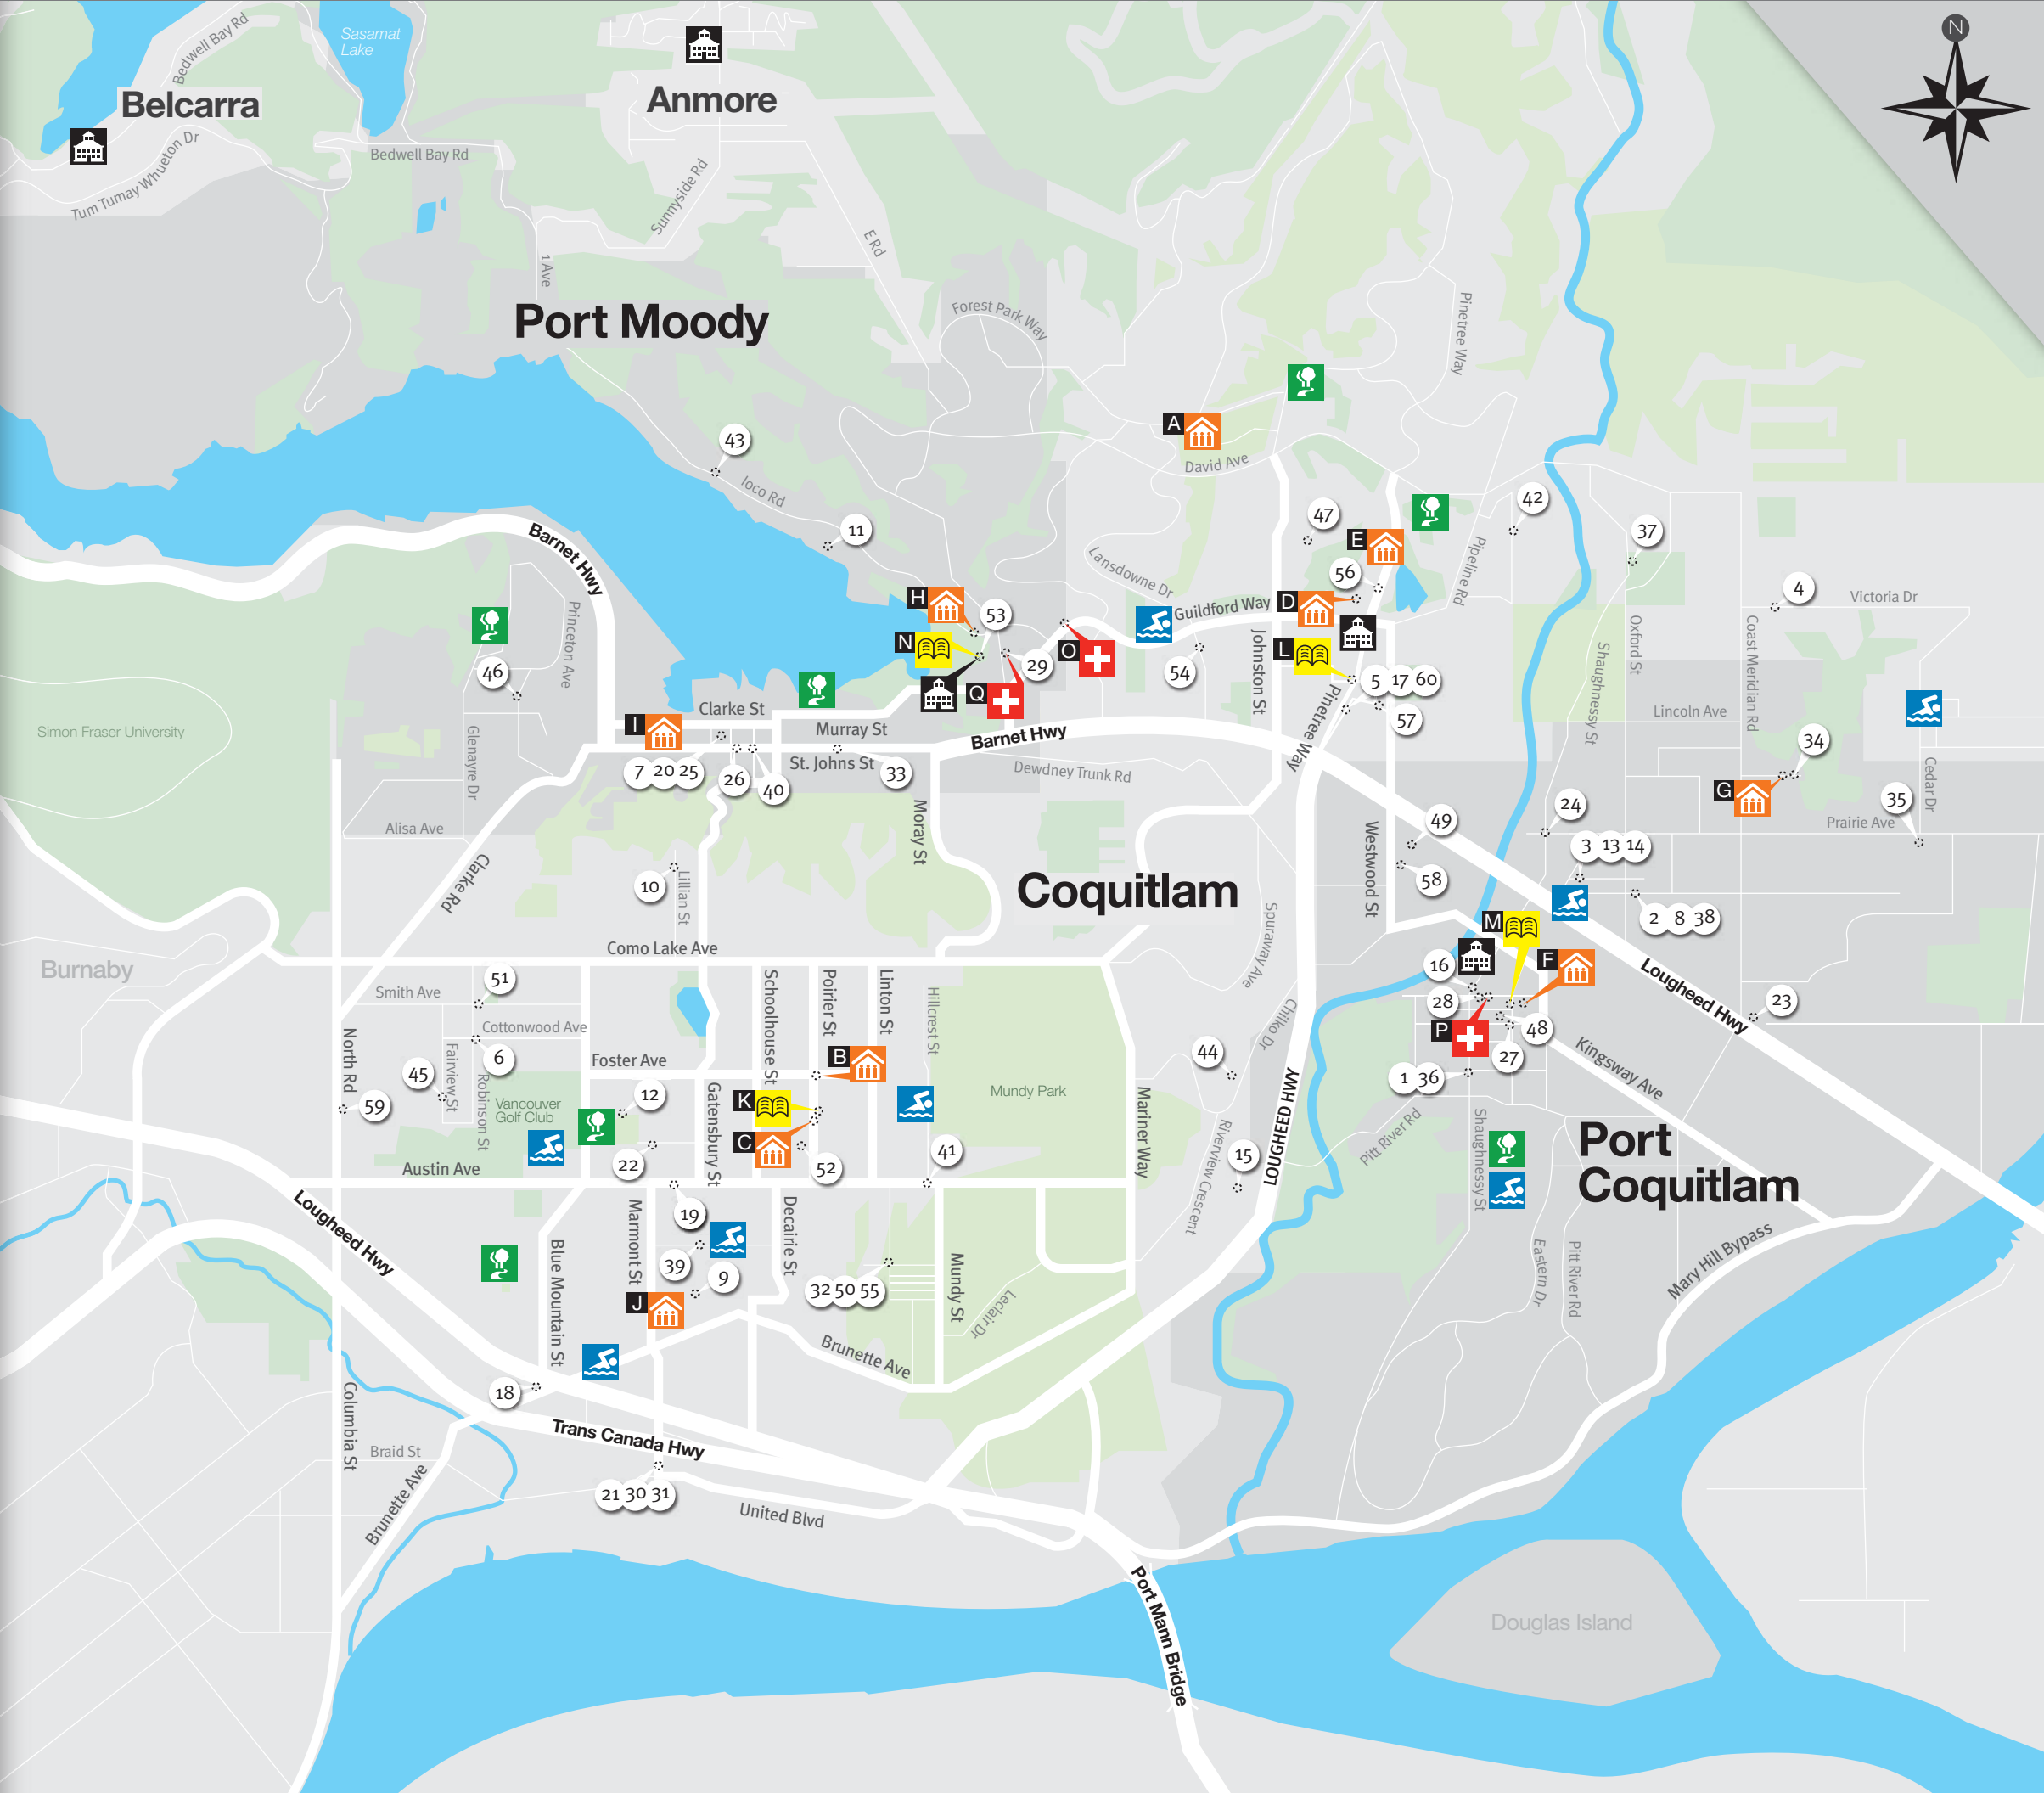 N
Bedwell Bay Rd
Sasamat
Lake
Belcarra
Anmore
Tum Tumay Whueton Dr
Bedwell Bay Rd
Sunnyside Rd
E Rd
1 Ave
Port Moody
Forest Park Way
Pinetree Way
A
David Ave
43
Ioco Rd
11
47
42
37
E
Barnet Hwy
Lansdowne Dr
Pipeline Rd
56
4
Victoria Dr
H
53
Guildford Way
D
Princeton Ave
N
29
O
L
Johnston St
Oxford St
Coast Meridian Rd
Shaughnessy St
46
54
5 17 60
Q
Clarke St
57
Pinetree Way
Lincoln Ave
I
Murray St
Simon Fraser University
Barnet Hwy
34
St. Johns St
Glenayre Dr
7 20 25
26
40
33
Dewdney Trunk Rd
G
Cedar Dr
35
24
Prairie Ave
49
Alisa Ave
Moray St
Westwood St
3 13 14
Clarke Rd
10
Lillian St
58
Coquitlam
2 8 38
M
Spuraway Ave
Como Lake Ave
Burnaby
16
F
Lougheed Hwy
51
Smith Ave
Schoolhouse St
Poirier St
Linton St
Hillcrest St
28
23
Cottonwood Ave
Chilko Dr
P
48
North Rd
Fairview St
6
Foster Ave
B
44
27
Kingsway Ave
45
Robinson St
1 36
Mundy Park
12
Gatensbury St
K
59
Vancouver
Golf Club
Mariner Way
LOUGHEED HWY
Pitt River Rd
Shaughnessy St
Port
Coquitlam
C
41
Riverview Crescent
15
22
52
Austin Ave
Lougheed Hwy
Marmont St
19
Decairie St
39
9
Blue Mountain St
32 50 55
Mundy St
Eastern Dr
Pitt River Rd
Mary Hill Bypass
J
Leclair Dr
Brunette Ave
18
Columbia St
Trans Canada Hwy
Braid St
Brunette Ave
21 30 31
United Blvd
Port Mann Bridge
Douglas Island